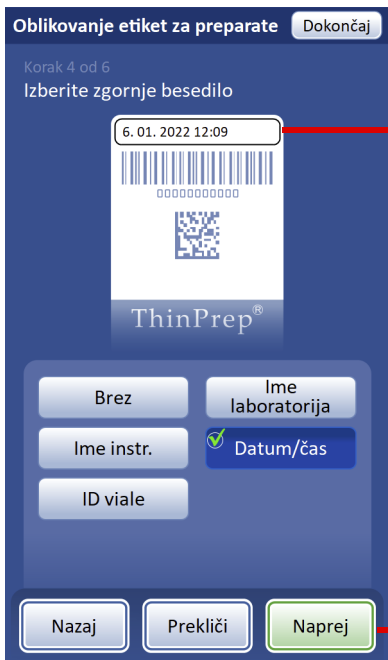 Oblikovanje etiket za preparate
Dokončaj
Korak 4 od 6
Izberite zgornje besedilo
6. 01. 2022 12:09
00000000000
ThinPrep®
Brez
Ime laboratorija
Ime instr.
Datum/čas
ID viale
Nazaj
Prekliči
Naprej